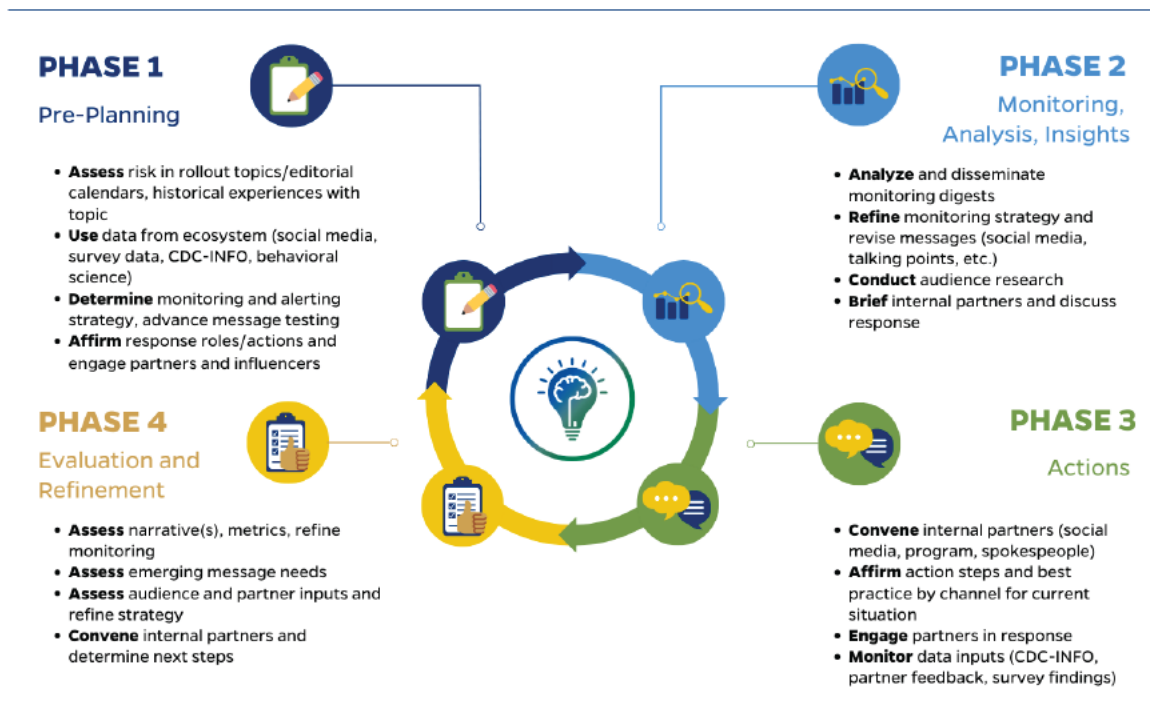 PHASE 1
Pre-Planning
• Assess risk in rollout topics/editorial
calendars, historical experiences with
topic
• Use data from ecosystem (social media,
survey data, CDC-INFO, behavioral
science)
• Determine monitoring and alerting
strategy, advance message testing
• Affirm response roles/actions and
engage partners and influencers
PHASE 2
Monitoring,
Analysis, Insights
• Analyze and disseminate
monitoring digests
• Refine monitoring strategy and
revise messages (social media,
talking points, etc.)
• Conduct audience research
• Brief internal partners and discuss
response
PHASE 3
Actions
• Convene internal partners (social
media, program, spokespeople)
• Affirm action steps and best
practice by channel for current
situation
• Engage partners in response
• Monitor data inputs (CDC-INFO,
partner feedback, survey findings)
PHASE 4
Evaluation and
Refinement
• Assess narrative(s), metrics, refine
monitoring
• Assess emerging message needs
• Assess audience and partner inputs and
refine strategy
• Convene internal partners and
determine next steps